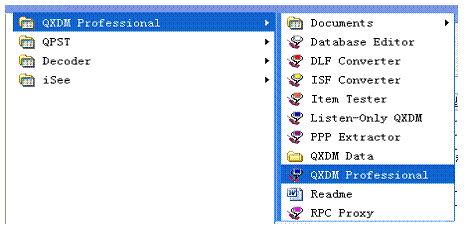 QXDM Professional
QPST
Decoder
iSee
Documents
Database Editor
DLF Converter
ISF Converter
Item Tester
Listen-Only QXDM
PPP Extractor
QXDM Data
QXDM Professional
Readme
RPC Proxy